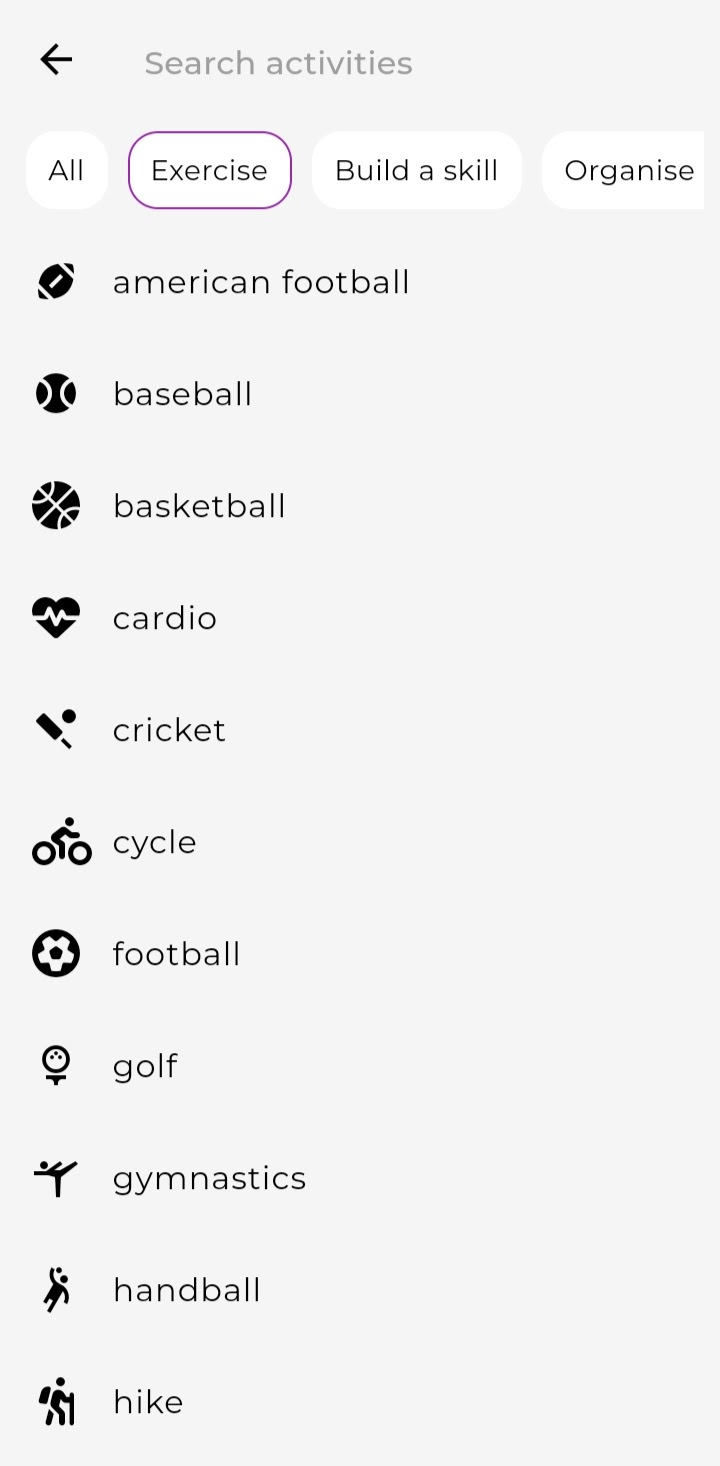 Search activities
All Exercise Build a skill Organise
american football
baseball
basketball
cardio
cricket
cycle
football
golf
gymnastics
handball
hike